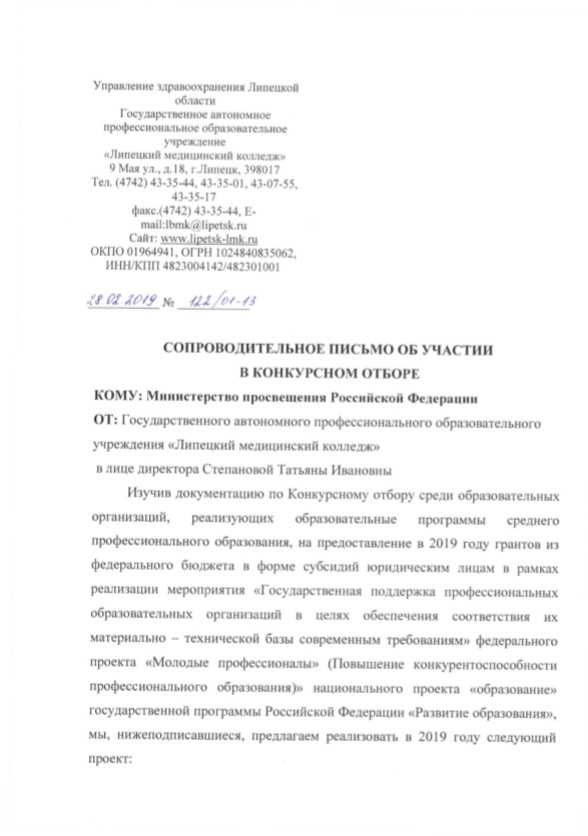 Управление здравоохранения Липецкой
области
Государственное автономное
профессиональное образовательное
учреждение
«Липецкий медицинский колледж»
9 Мая ул., д.18, г.Липецк, 398017
Тел. (4742) 43-35-44, 43-35-01, 43-07-55,
43-35-17
факс.(4742) 43-35-44, E-
mail:lbmk@lipetsk.ru
Сайт: www.lipetsk-lmk.ru
ОКПО 01964941, ОГРН 1024840835062,
ИНН/КПП 4823004142/482301001
28.02.2019 № 122/01-13
СОПРОВОДИТЕЛЬНОЕ ПИСЬМО ОБ УЧАСТИИ
В КОНКУРСНОМ ОТБОРЕ
КОМУ: Министерство просвещения Российской Федерации
ОТ: Государственного автономного профессионального образовательного
учреждения «Липецкий медицинский колледж»
в лице директора Степановой Татьяны Ивановны
Изучив документацию по Конкурсному отбору среди образовательных
организаций, реализующих образовательные программы среднего
профессионального образования, на предоставление в 2019 году грантов из
федерального бюджета в форме субсидий юридическим лицам в рамках
реализации мероприятия «Государственная поддержка профессиональных
образовательных организаций в целях обеспечения соответствия их
материально – технической базы современным требованиям» федерального
проекта «Молодые профессионалы» (Повышение конкурентоспособности
профессионального образования)» национального проекта «образование»
государственной программы Российской Федерации «Развитие образования»,
мы, нижеподписавшиеся, предлагаем реализовать в 2019 году следующий
проект: